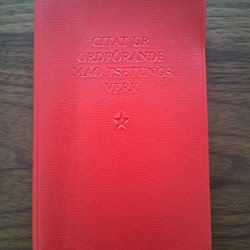 CITAT UR
ORDFÖRANDE
MAO TSETUNGS
VERK